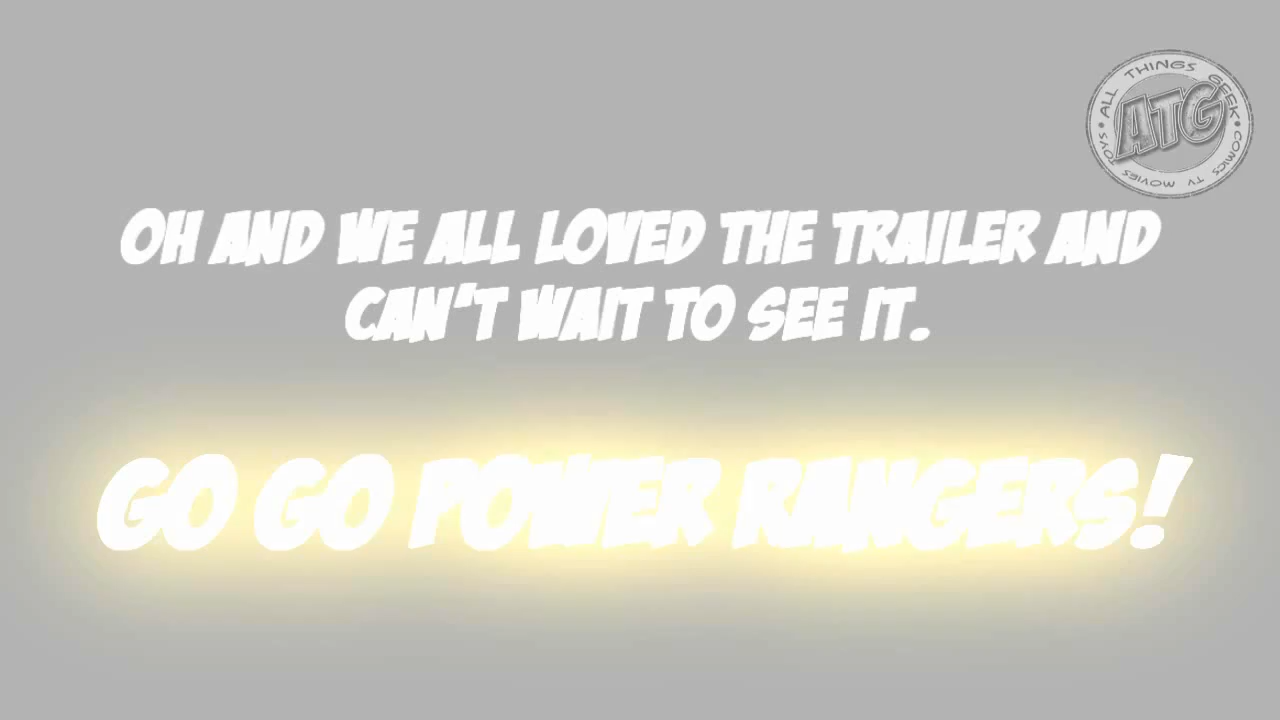 ALL THINGS GEEK
ATG
TOYS • MOVIES TV COMICS •
OH AND WE ALL LOVED THE TRAILER AND
CAN'T WAIT TO SEE IT.
GO GO POWER RANGERS!